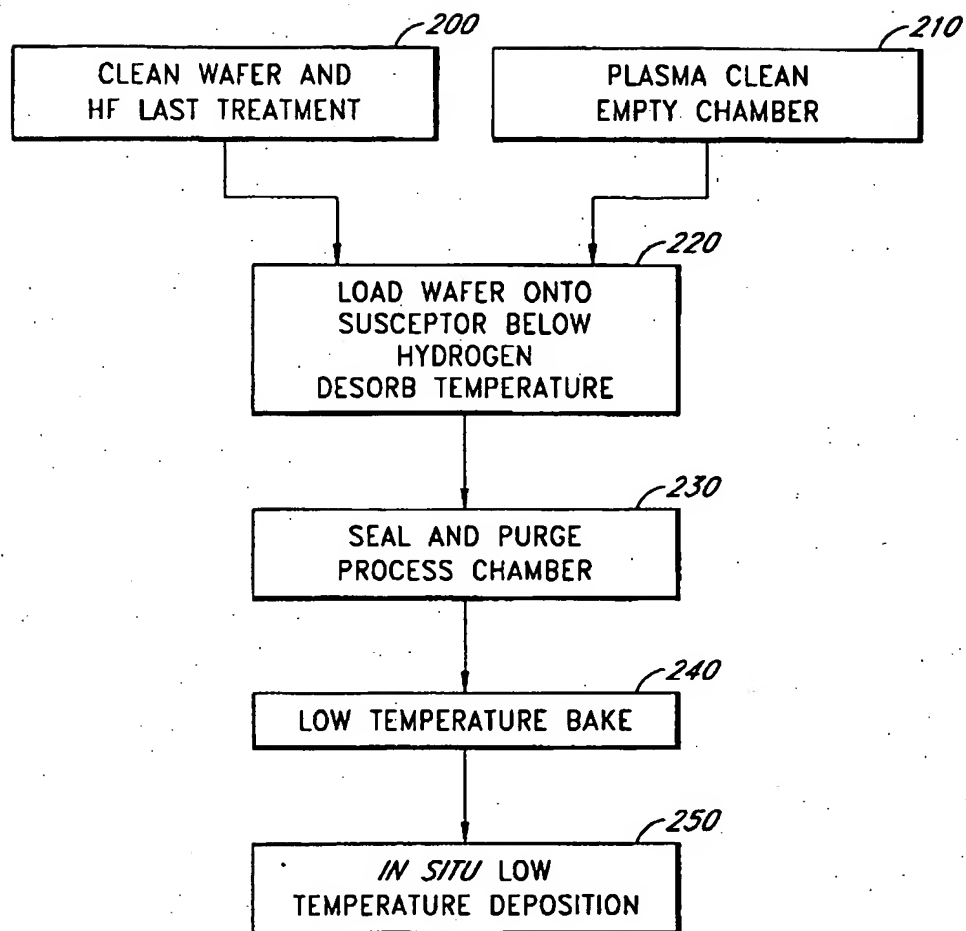 200
CLEAN WAFER AND
HF LAST TREATMENT
210
PLASMA CLEAN
EMPTY CHAMBER
220
LOAD WAFER ONTO
SUSCEPTOR BELOW
HYDROGEN
DESORB TEMPERATURE
230
SEAL AND PURGE
PROCESS CHAMBER
240
LOW TEMPERATURE BAKE
250
IN SITU LOW
TEMPERATURE DEPOSITION